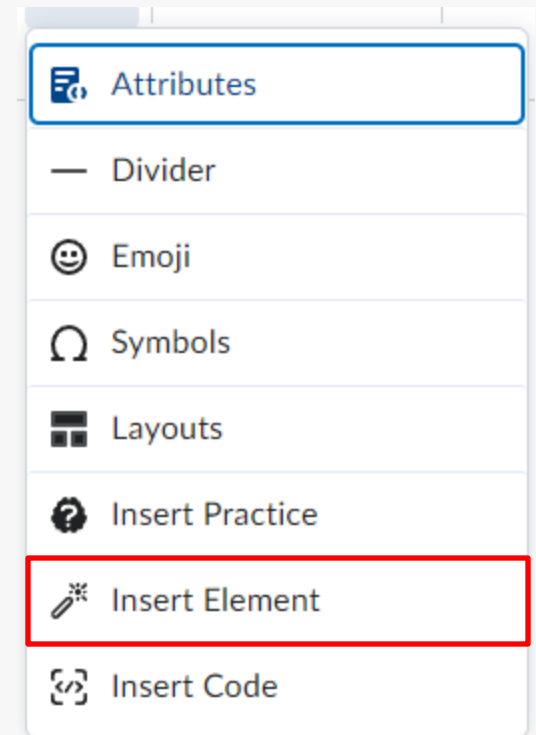 Attributes
Divider
Emoji
Symbols
Layouts
Insert Practice
Insert Element
Insert Code